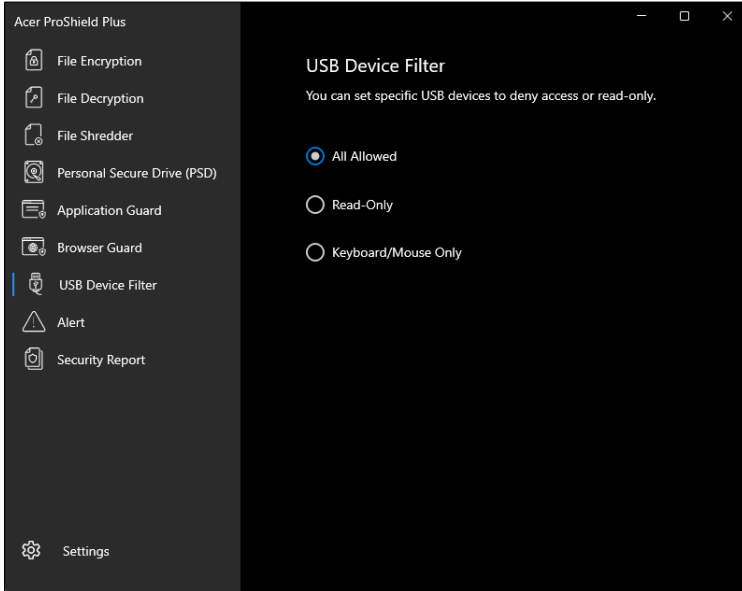 Acer ProShield Plus
File Encryption
File Decryption
File Shredder
Personal Secure Drive (PSD)
Application Guard
Browser Guard
USB Device Filter
Alert
Security Report
Settings
USB Device Filter
You can set specific USB devices to deny access or read-only.
All Allowed
Read-Only
Keyboard/Mouse Only